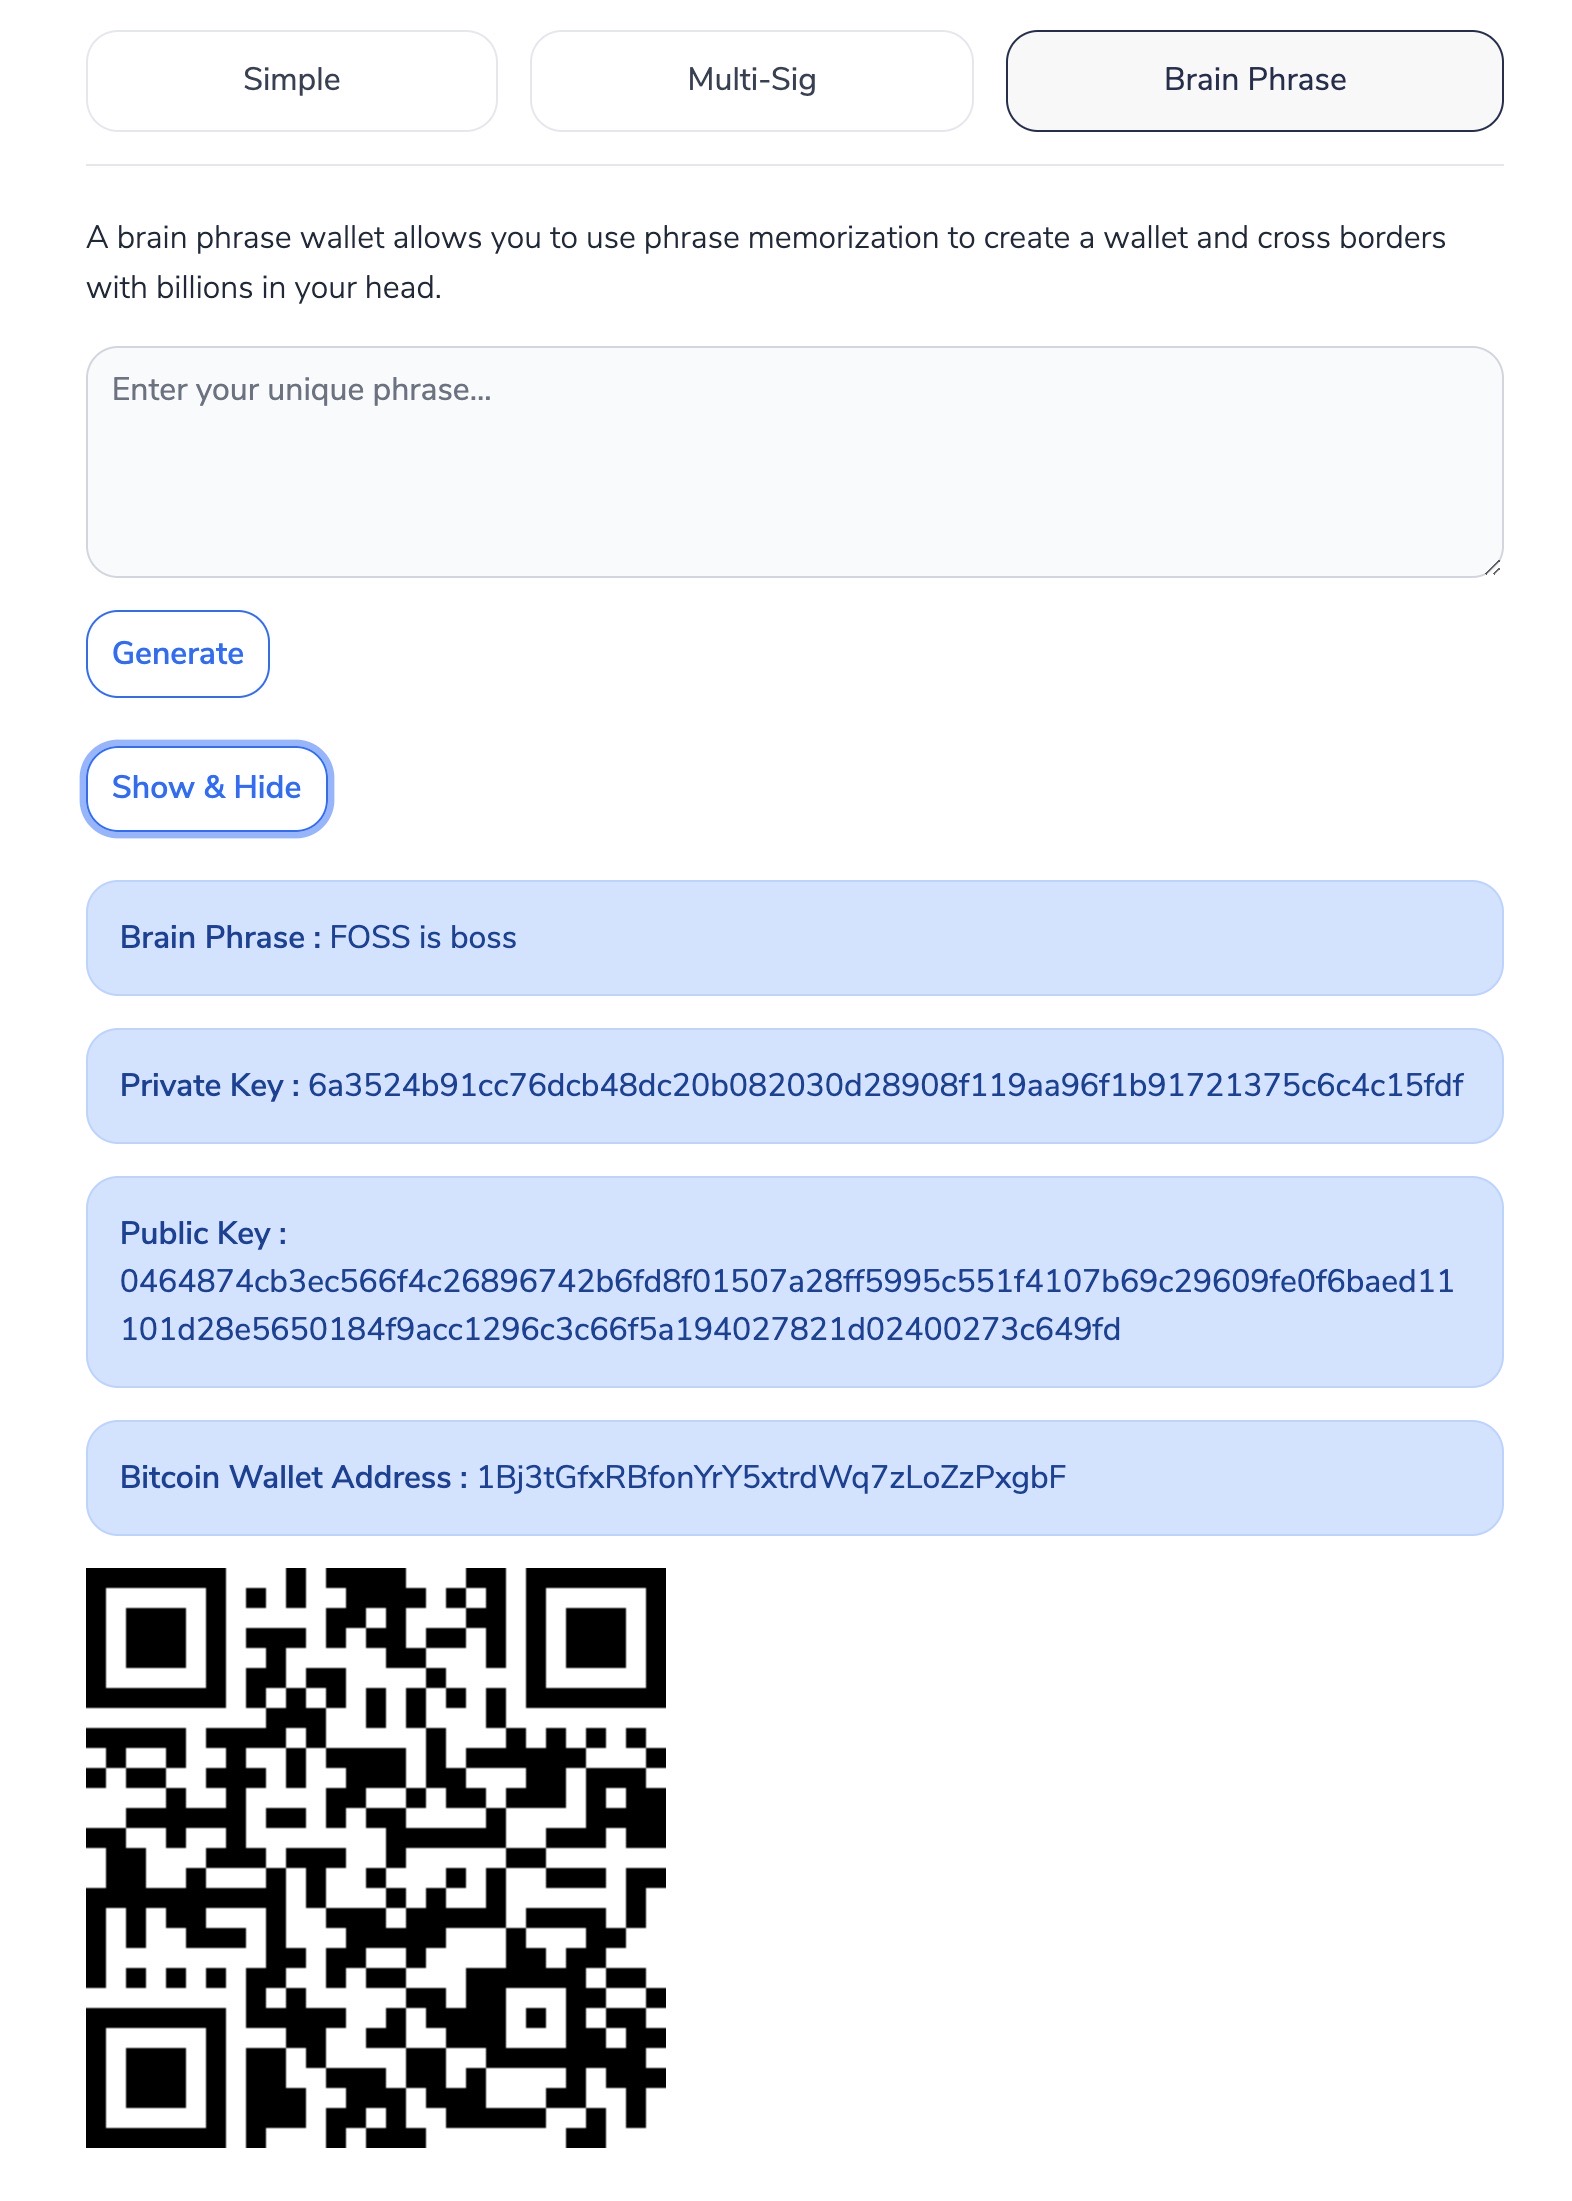 Simple
Multi-Sig
Brain Phrase
A brain phrase wallet allows you to use phrase memorization to create a wallet and cross borders
with billions in your head.
Enter your unique phrase...
Generate
Show & Hide
Brain Phrase : FOSS is boss
Private Key : 6a3524b91cc76dcb48dc20b082030d28908f119aa96f1b91721375c6c4c15fdf
Public Key :
0464874cb3ec566f4c26896742b6fd8f01507a28ff5995c551f4107b69c29609fe0f6baed11
101d28e5650184f9acc1296c3c66f5a194027821d02400273c649fd
Bitcoin Wallet Address : 1Bj3tGfxRBfonYrY5xtrdWq7zLoZzPxgbF